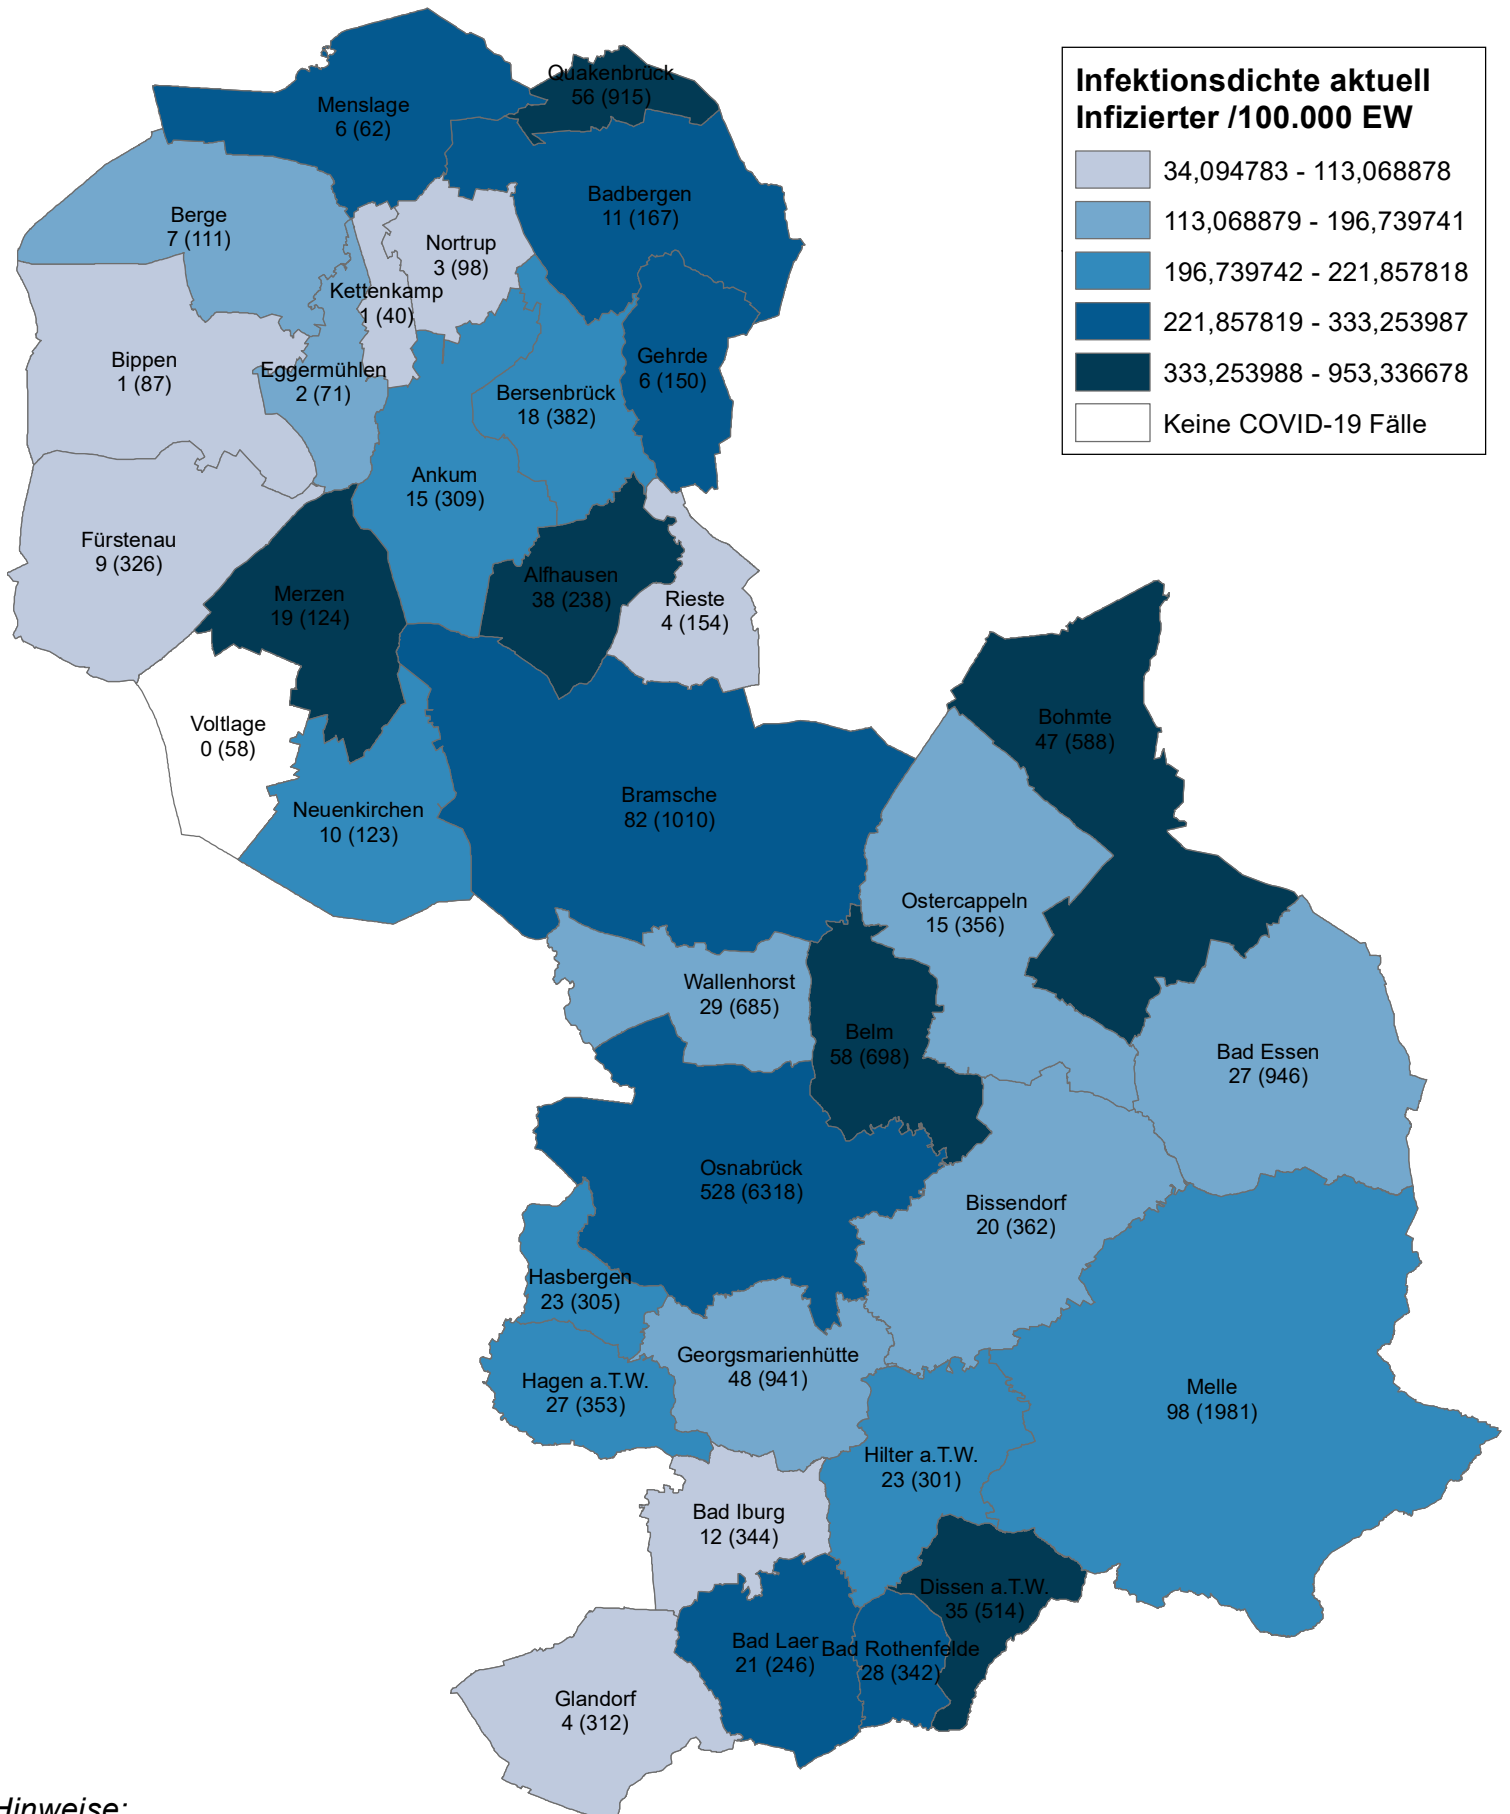 Infektionsdichte aktuell
Infizierter /100.000 EW
34,094783 - 113,068878
113,068879 - 196,739741
196,739742 - 221,857818
221,857819 - 333,253987
333,253988 - 953,336678
Keine COVID-19 Fälle
Quakenbrück
56 (915)
Menslage
6 (62)
Badbergen
11 (167)
Berge
7 (111)
Nortrup
3 (98)
Kettenkamp
1 (40)
Bippen
1 (87)
Eggermühlen
2 (71)
Gehrde
6 (150)
Bersenbrück
18 (382)
Ankum
15 (309)
Fürstenau
9 (326)
Merzen
19 (124)
Alfhausen
38 (238)
Rieste
4 (154)
Voltlage
0 (58)
Bohmte
47 (588)
Neuenkirchen
10 (123)
Bramsche
82 (1010)
Ostercappeln
15 (356)
Wallenhorst
29 (685)
Belm
58 (698)
Bad Essen
27 (946)
Osnabrück
528 (6318)
Bissendorf
20 (362)
Hasbergen
23 (305)
Georgsmarienhütte
48 (941)
Hagen a.T.W.
27 (353)
Melle
98 (1981)
Hilter a.T.W.
23 (301)
Bad Iburg
12 (344)
Dissen a.T.W.
35 (514)
Bad Laer
21 (246)
Bad Rothenfelde
28 (342)
Glandorf
4 (312)
Hinweise: